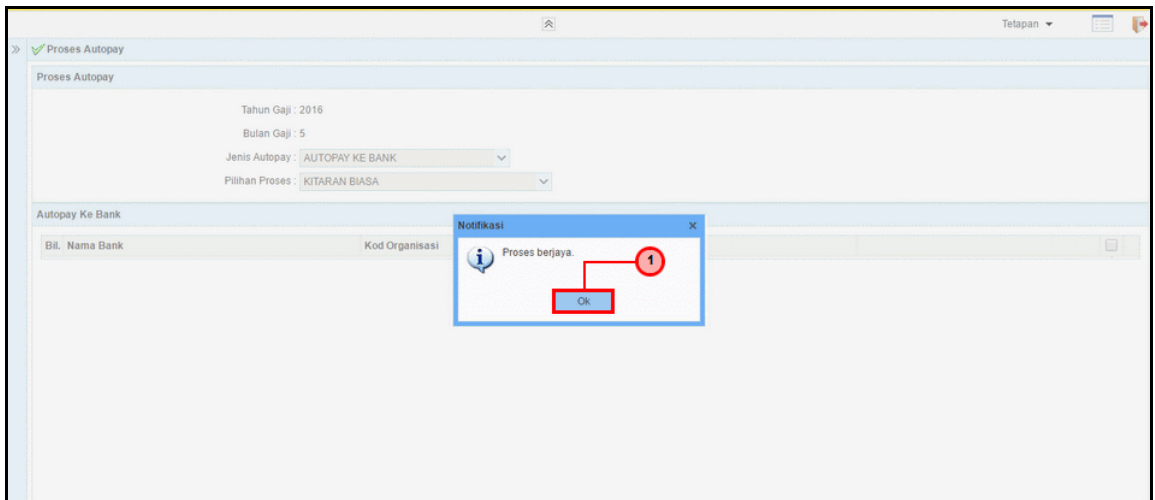 Tetapan
Proses Autopay
Proses Autopay
Tahun Gaji : 2016
Bulan Gaji : 5
Jenis Autopay : AUTOPAY KE BANK
Pilihan Proses : KITARAN BIASA
Autopay Ke Bank
Bil. Nama Bank Kod Organisasi
Notifikasi
Proses berjaya.
1
Ok